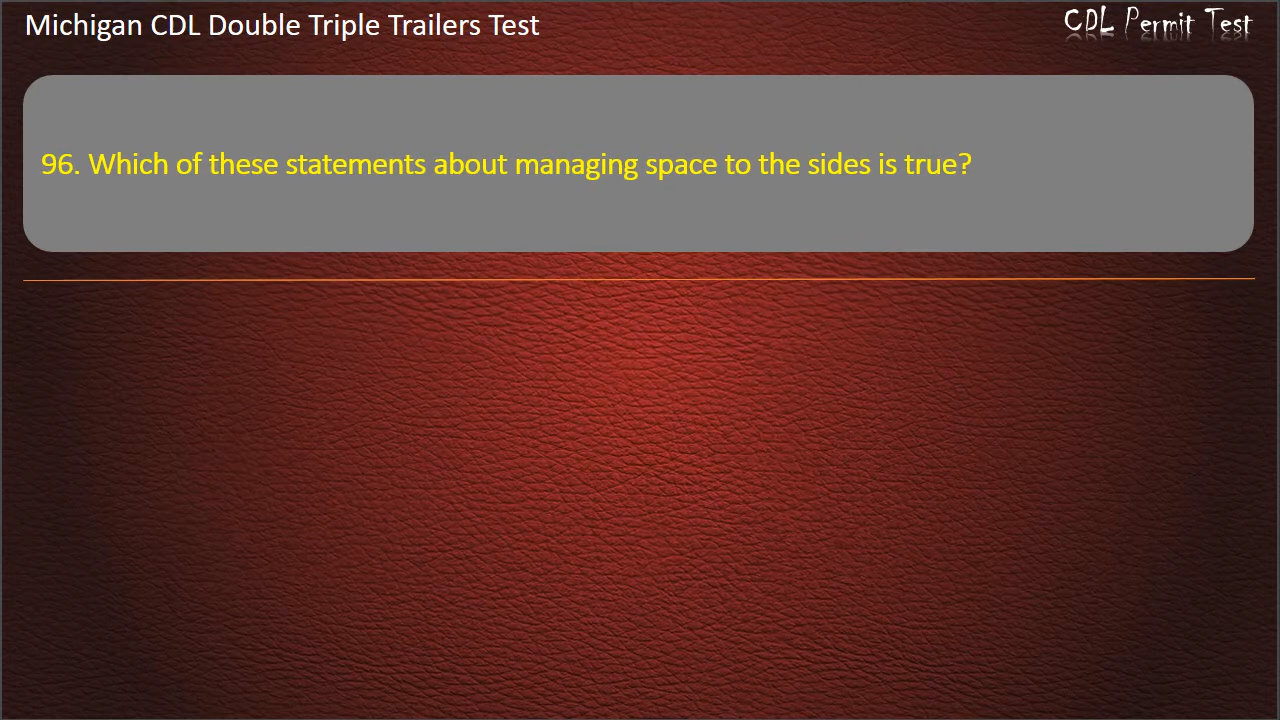 Michigan CDL Double Triple Trailers Test
CDL Permit Test
96. Which of these statements about managing space to the sides is true?